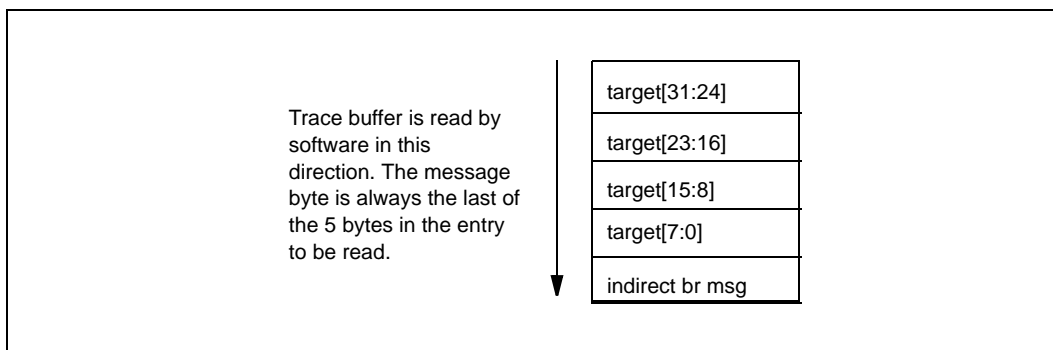 Trace buffer is read by
software in this
direction. The message
byte is always the last of
the 5 bytes in the entry
to be read.
target[31:24]
target[23:16]
target[15:8]
target[7:0]
indirect br msg